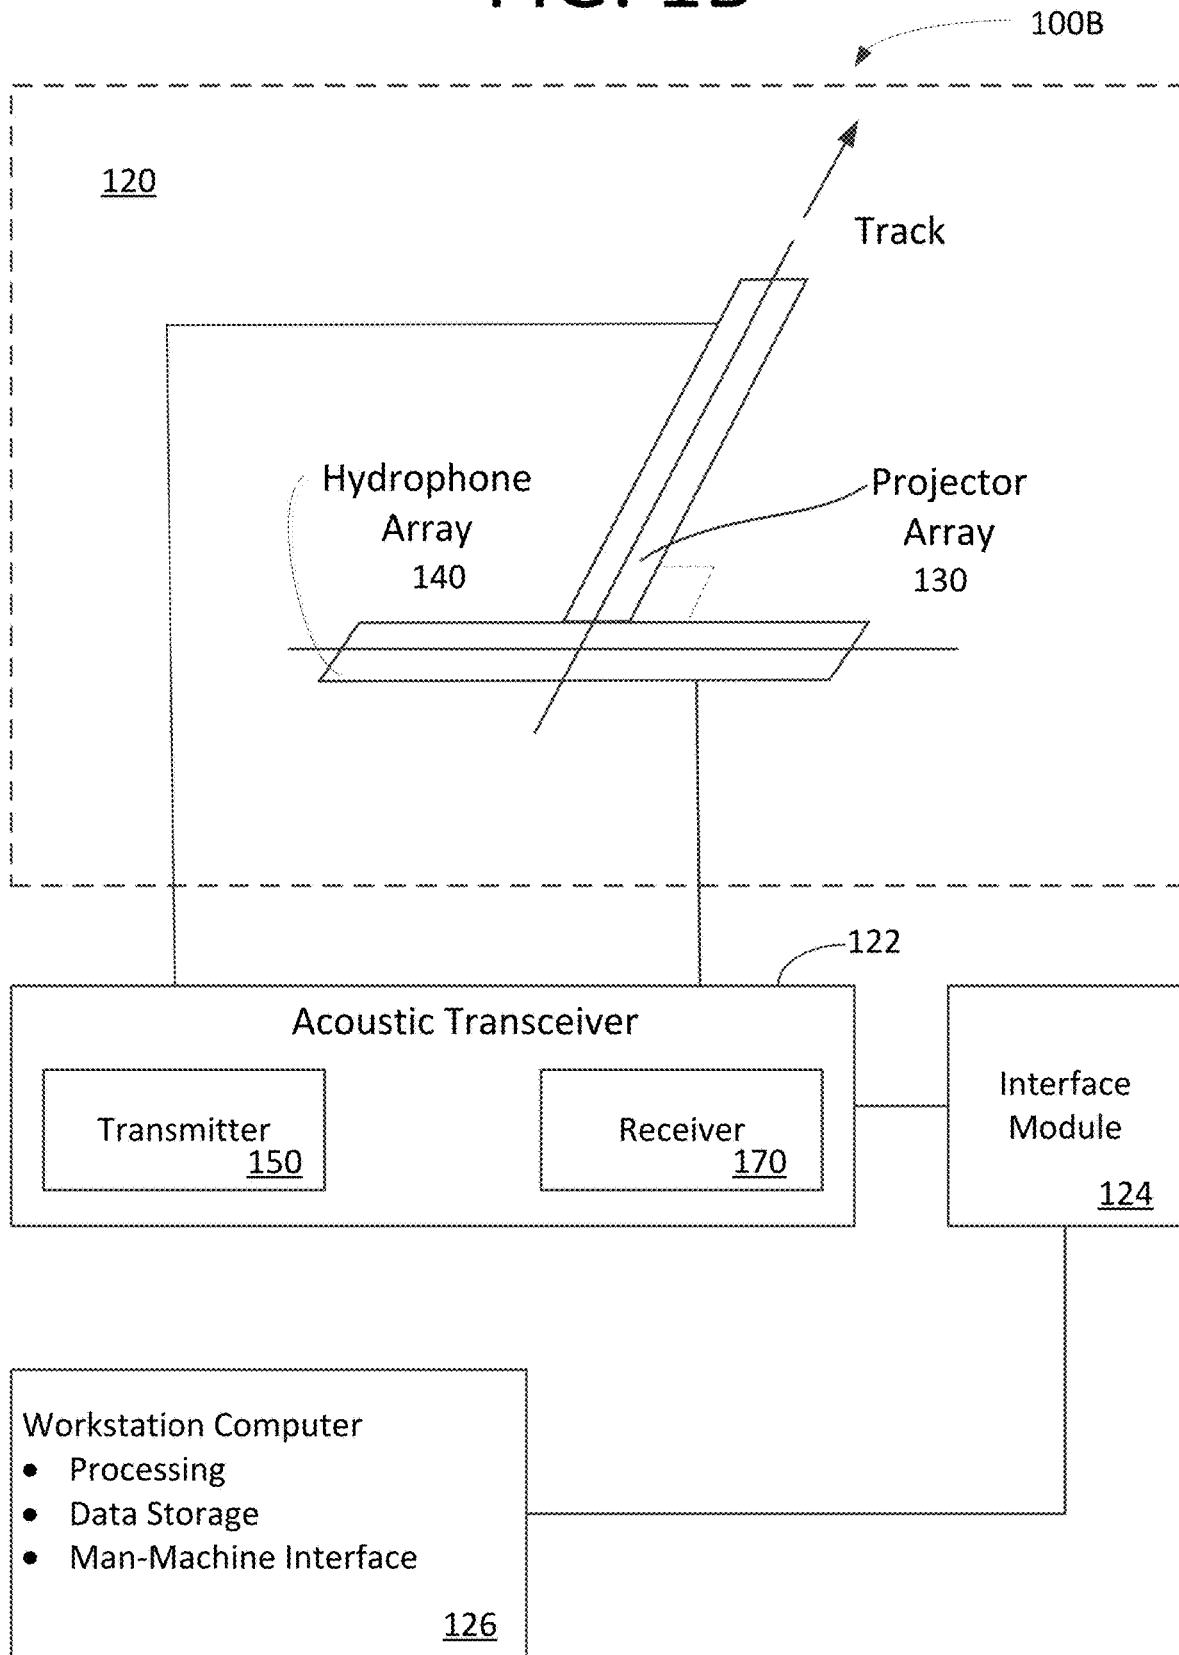 100B
120
Track
Hydrophone
Array
140
Projector
Array
130
122
Acoustic Transceiver
Transmitter
150
Receiver
170
Interface
Module
124
Workstation Computer
• Processing
• Data Storage
• Man-Machine Interface
126